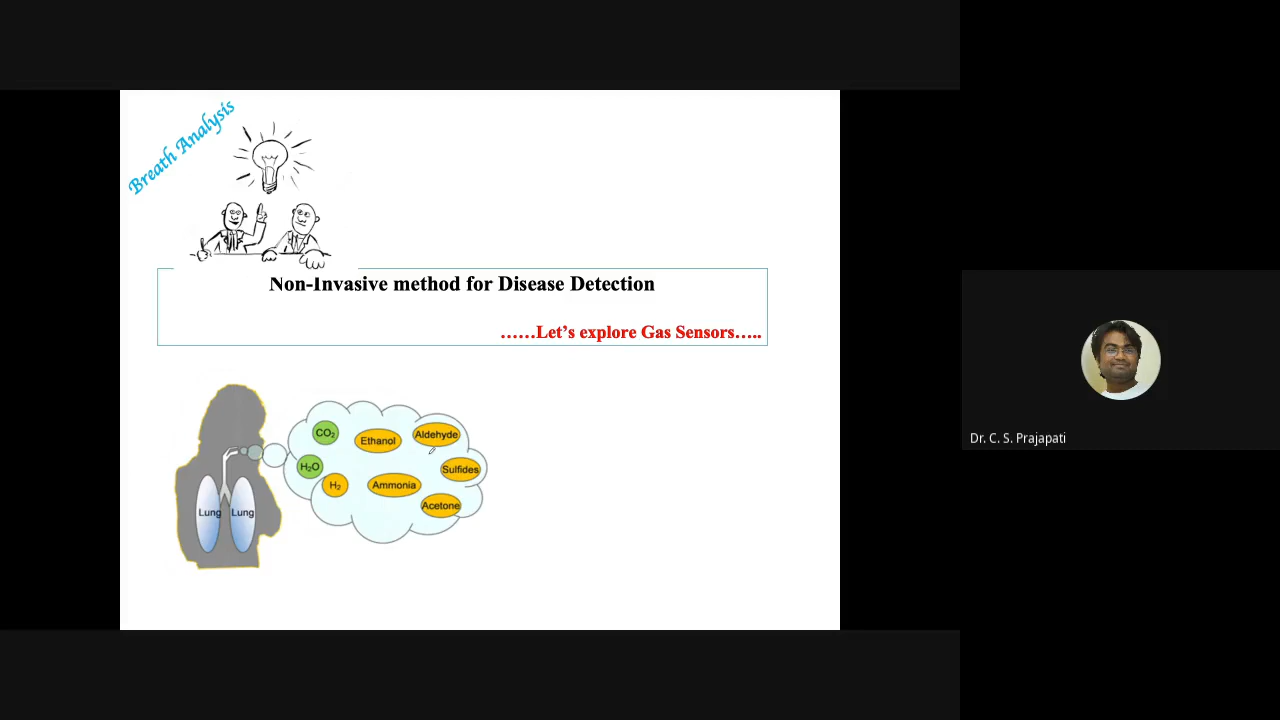 Breath Analysis
Non-Invasive method for Disease Detection
……Let’s explore Gas Sensors…..
CO₂
Ethanol
Aldehyde
H₂O
H₂
Ammonia
Sulfides
Acetone
Lung
Lung
Dr. C. S. Prajapati